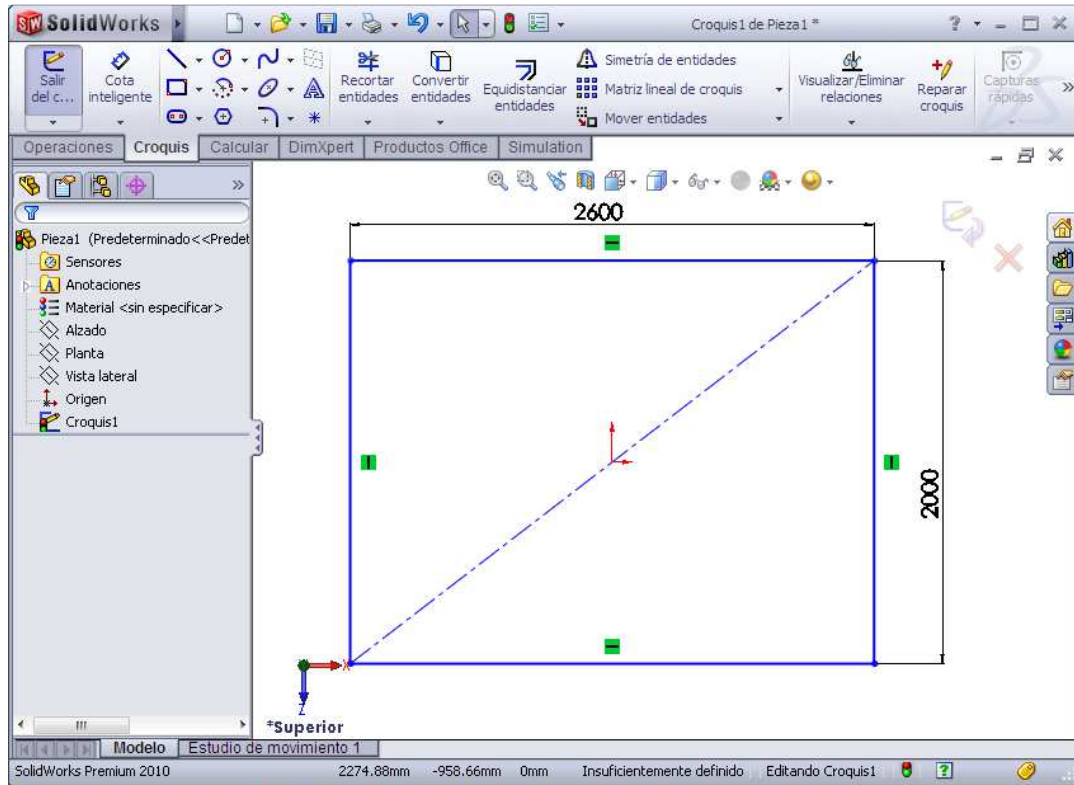 SolidWorks
Croquis1 de Pieza1 *
?
Salir del c...
Cota inteligente
Recortar entidades
Convertir entidades
Equidistanciar entidades
Simetría de entidades
Matriz lineal de croquis
Mover entidades
Visualizar/Eliminar relaciones
Reparar croquis
Capturas rápidas
Operaciones Croquis Calcular DimXpert Productos Office Simulation
Pieza1 (Predeterminado<<Predet
Sensores
Anotaciones
Material <sin especificar>
Alzado
Planta
Vista lateral
Origen
Croquis1
2600
2000
X
Z
*Superior
Modelo Estudio de movimiento 1
SolidWorks Premium 2010 2274.88mm -958.66mm 0mm Insuficientemente definido Editando Croquis1 ?